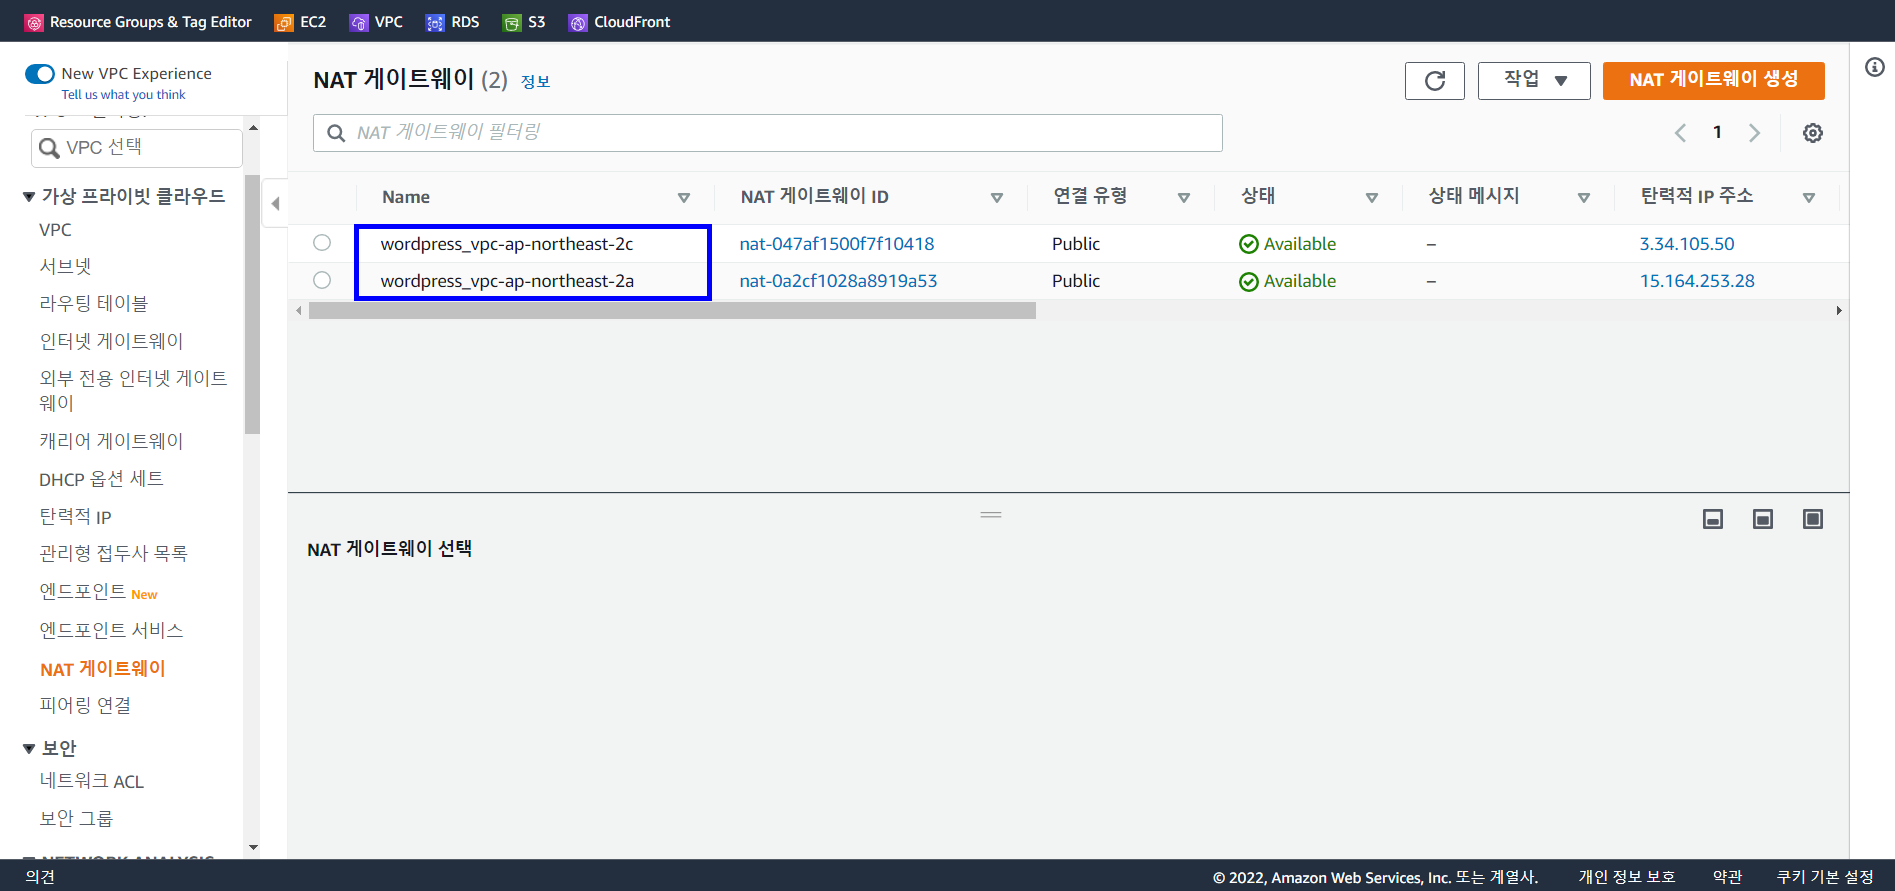 Resource Groups & Tag Editor EC2 VPC RDS S3 CloudFront
New VPC Experience
Tell us what you think
VPC 선택
가상 프라이빗 클라우드
VPC
서브넷
라우팅 테이블
인터넷 게이트웨이
외부 전용 인터넷 게이트
웨이
캐리어 게이트웨이
DHCP 옵션 세트
탄력적 IP
관리형 접두사 목록
엔드포인트 New
엔드포인트 서비스
NAT 게이트웨이
피어링 연결
보안
네트워크 ACL
보안 그룹
NETWORK ANALYSIS
NAT 게이트웨이 (2) 정보
작업
NAT 게이트웨이 생성
NAT 게이트웨이 필터링
1
Name NAT 게이트웨이 ID 연결 유형 상태 상태 메시지 탄력적 IP 주소
wordpress_vpc-ap-northeast-2c nat-047af1500f7f10418 Public Available – 3.34.105.50
wordpress_vpc-ap-northeast-2a nat-0a2cf1028a8919a53 Public Available – 15.164.253.28
NAT 게이트웨이 선택
의견 © 2022, Amazon Web Services, Inc. 또는 계열사. 개인 정보 보호 약관 쿠키 기본 설정